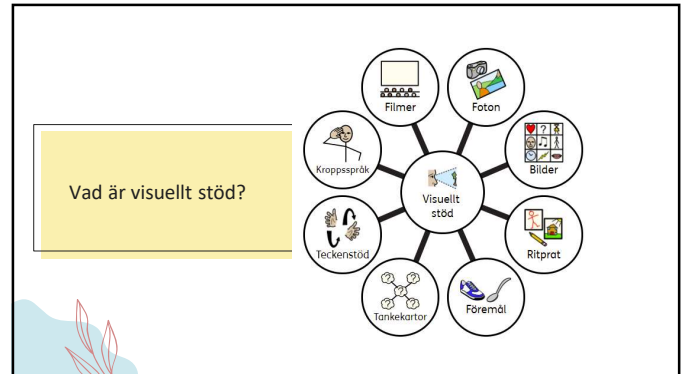 Vad är visuellt stöd?
Filmer
Foton
Kroppsspråk
Bilder
Visuellt
stöd
Teckenstöd
Ritprat
Tankekartor
Föremål